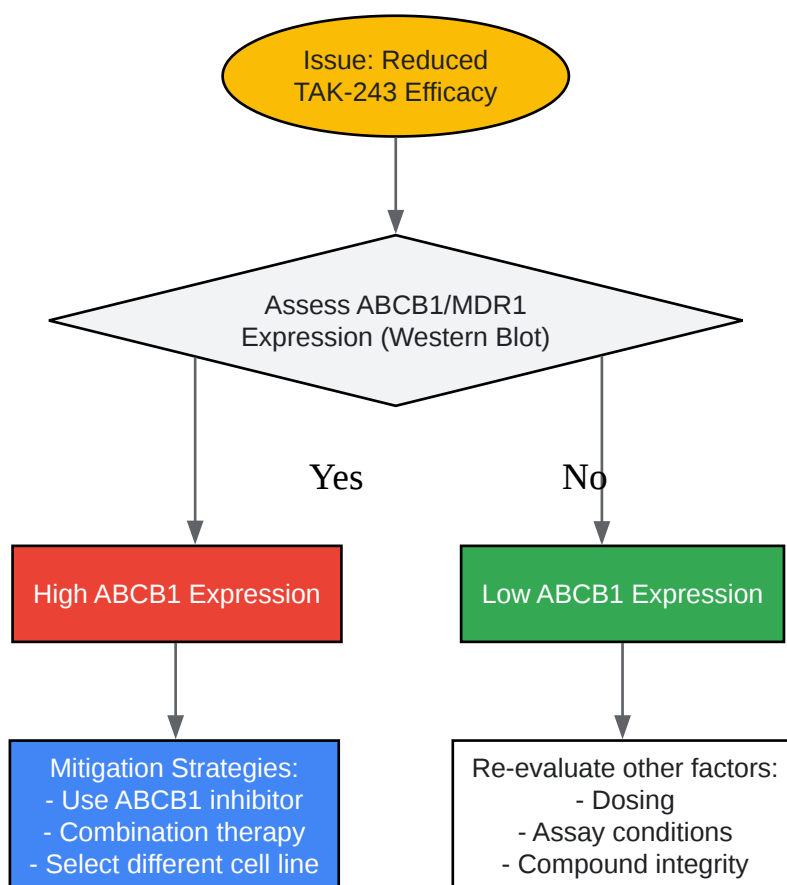 Issue: Reduced
TAK-243 Efficacy
Assess ABCB1/MDR1
Expression (Western Blot)
Yes
No
High ABCB1 Expression
Low ABCB1 Expression
Mitigation Strategies:
- Use ABCB1 inhibitor
- Combination therapy
- Select different cell line
Re-evaluate other factors:
- Dosing
- Assay conditions
- Compound integrity